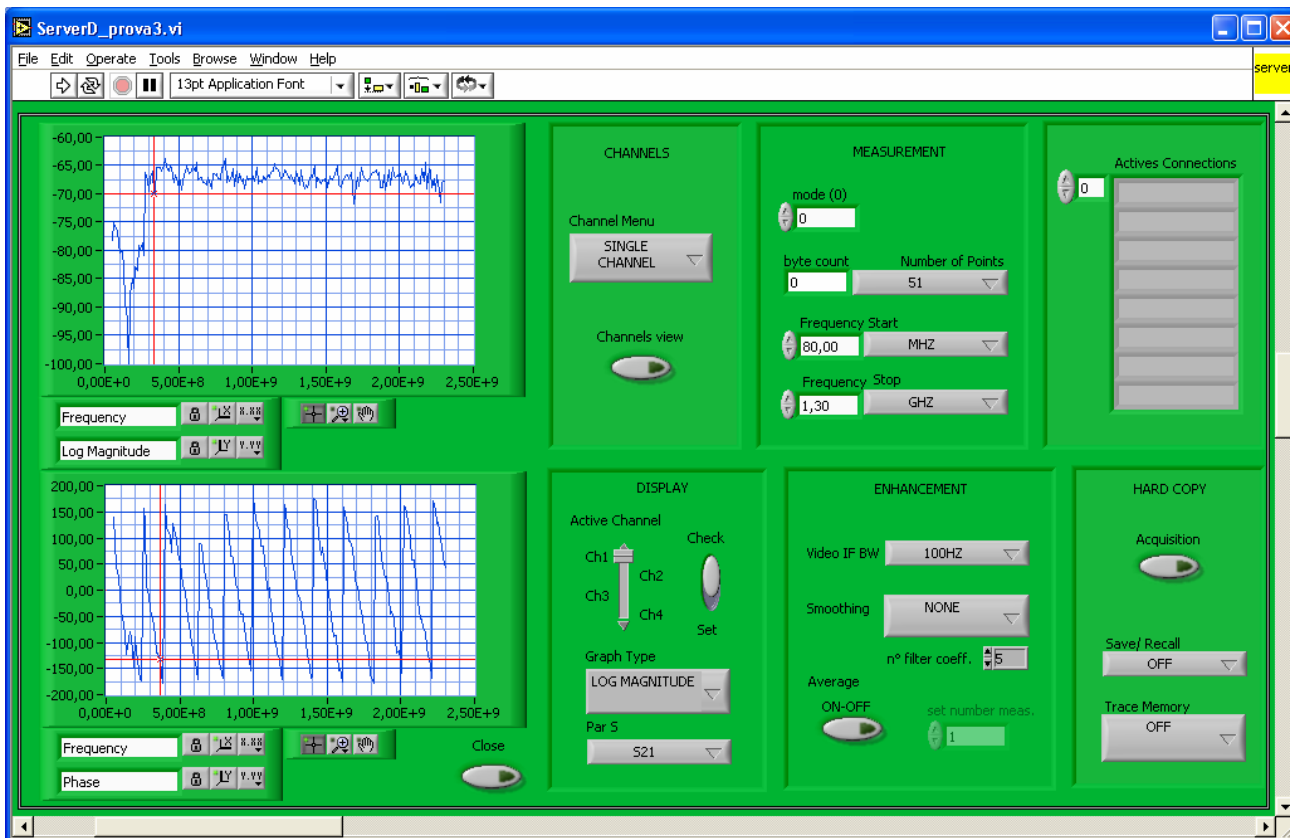 ServerD_prova3.vi
File Edit Operate Tools Browse Window Help
13pt Application Font
server
-60,00
-65,00
-70,00
-75,00
-80,00
-85,00
-90,00
-95,00
-100,00
0,00E+0 5,00E+8 1,00E+9 1,50E+9 2,00E+9 2,50E+9
Frequency
Log Magnitude
200,00
150,00
100,00
50,00
0,00
-50,00
-100,00
-150,00
-200,00
0,00E+0 5,00E+8 1,00E+9 1,50E+9 2,00E+9 2,50E+9
Frequency
Phase
Close
CHANNELS
Channel Menu
SINGLE
CHANNEL
Channels view
MEASUREMENT
mode (0)
0
byte count Number of Points
0 51
Frequency Start
80,00 MHZ
Frequency Stop
1,30 GHZ
Actives Connections
0
DISPLAY
Active Channel
Check
Ch1
Ch2
Ch3
Ch4
Set
Graph Type
LOG MAGNITUDE
Par S
S21
ENHANCEMENT
Video IF BW 100HZ
Smoothing NONE
n° filter coeff. 5
Average
ON-OFF
set number meas.
1
HARD COPY
Acquisition
Save/ Recall
OFF
Trace Memory
OFF